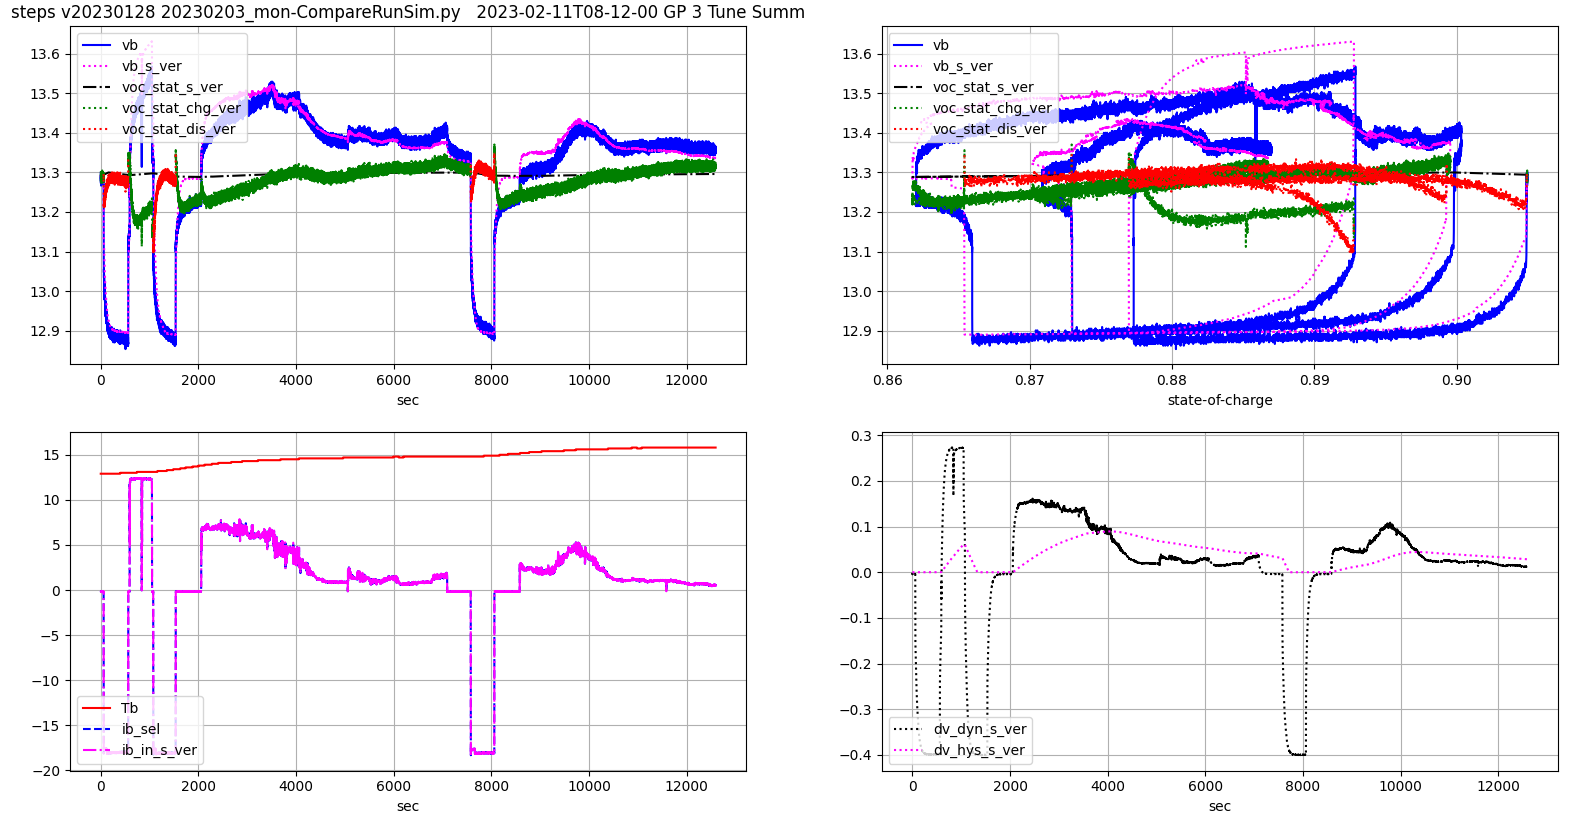 steps v20230128 20230203_mon-CompareRunSim.py   2023-02-11T08-12-00 GP 3 Tune Summ
13.6
13.5
13.4
13.3
13.2
13.1
13.0
12.9
vb
vb_s_ver
voc_stat_s_ver
voc_stat_chg_ver
voc_stat_dis_ver
0 2000 4000 6000 8000 10000 12000
sec
13.6
13.5
13.4
13.3
13.2
13.1
13.0
12.9
vb
vb_s_ver
voc_stat_s_ver
voc_stat_chg_ver
voc_stat_dis_ver
0.86 0.87 0.88 0.89 0.90
state-of-charge
15
10
5
0
−5
−10
−15
−20
Tb
ib_sel
ib_in_s_ver
0 2000 4000 6000 8000 10000 12000
sec
0.3
0.2
0.1
0.0
−0.1
−0.2
−0.3
−0.4
dv_dyn_s_ver
dv_hys_s_ver
0 2000 4000 6000 8000 10000 12000
sec